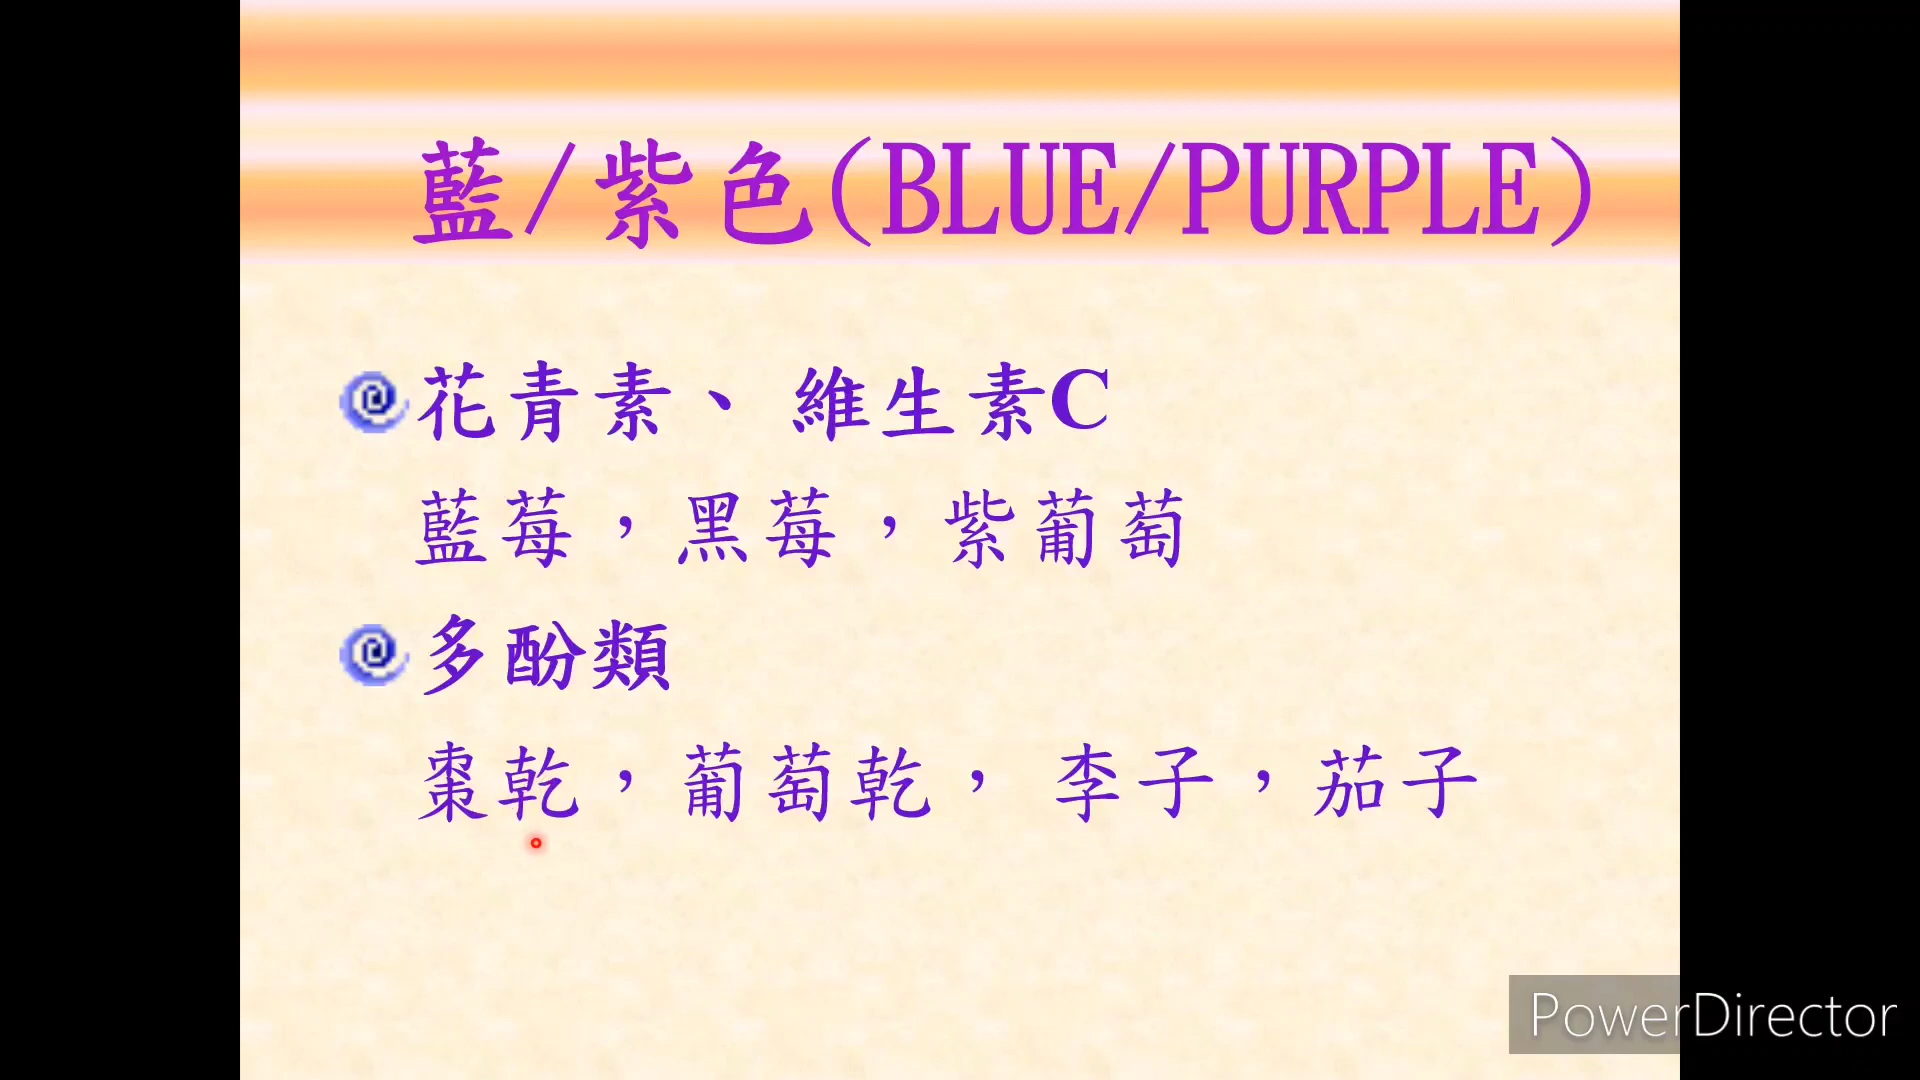 藍/紫色(BLUE/PURPLE)
花青素、 維生素C
藍莓，黑莓，紫葡萄
多酚類
棗乾，葡萄乾， 李子，茄子
PowerDirector